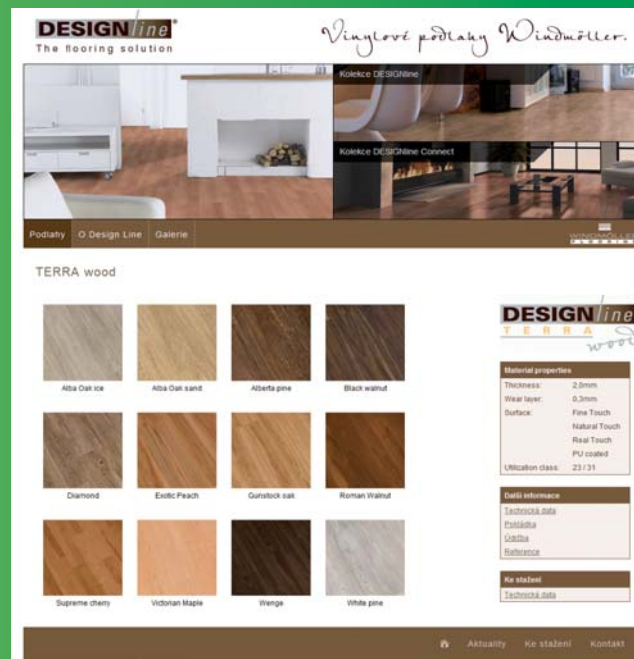 DESIGNline®
The flooring solution
Vinylové podlahy Windmöller.
Kolekce DESIGNline
Kolekce DESIGNline Connect
Podlahy O Design Line Galerie
WINDMÖLLER
FLOORING
TERRA wood
Alba Oak ice
Alba Oak sand
Alberta pine
Black walnut
Diamond
Exotic Peach
Gunstock oak
Roman Walnut
Supreme cherry
Victorian Maple
Wenge
White pine
DESIGNline
TERRA
wood
Material properties
Thickness: 2,0mm
Wear layer: 0,3mm
Surface: Fine Touch
Natural Touch
Real Touch
PU coated
Utilization class: 23 / 31
Další informace
Technická data
Pokládka
Údržba
Reference
Ke stažení
Technická data
Aktuality Ke stažení Kontakt